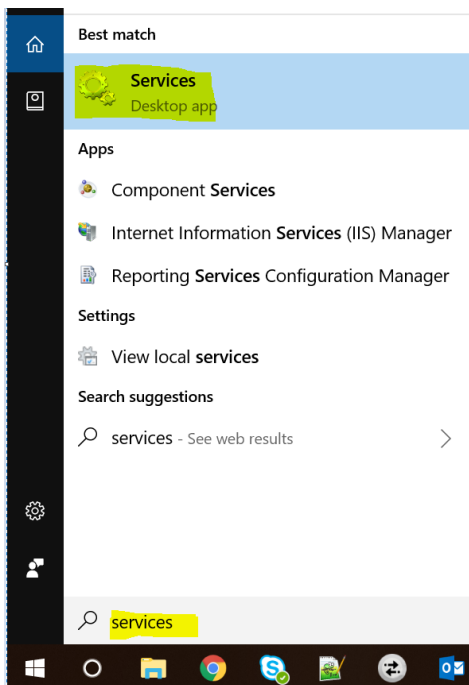 Best match
Services
Desktop app
Apps
Component Services
Internet Information Services (IIS) Manager
Reporting Services Configuration Manager
Settings
View local services
Search suggestions
services - See web results
services